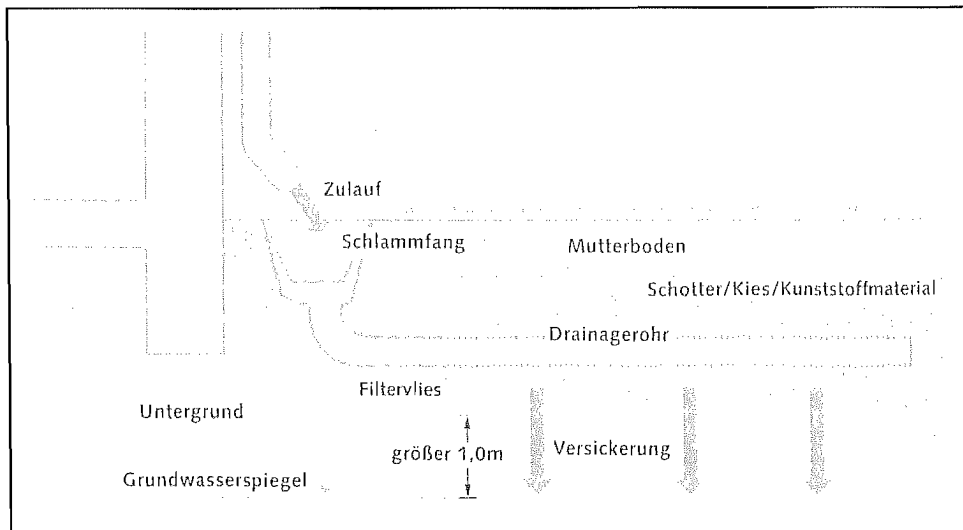 Zulauf
Schlammfang
Mutterboden
Schotter/Kies/Kunststoffmaterial
Drainagerohr
Filtervlies
Untergrund
größer 1,0m
Versickerung
Grundwasserspiegel